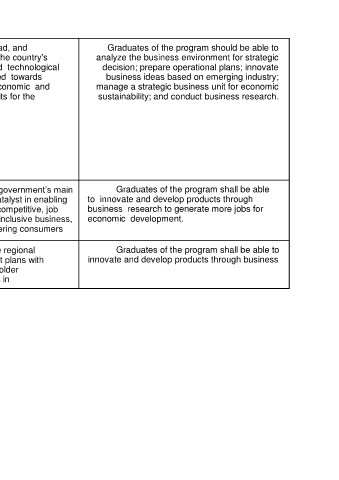 ad, and
he country's
d technological
ed towards
conomic and
its for the
Graduates of the program should be able to
analyze the business environment for strategic
decision; prepare operational plans; innovate
business ideas based on emerging industry;
manage a strategic business unit for economic
sustainability; and conduct business research.
government's main
atalyst in enabling
competitive, job
inclusive business,
ering consumers
Graduates of the program shall be able
to innovate and develop products through
business research to generate more jobs for
economic development.
e regional
t plans with
older
in
Graduates of the program shall be able to
innovate and develop products through business